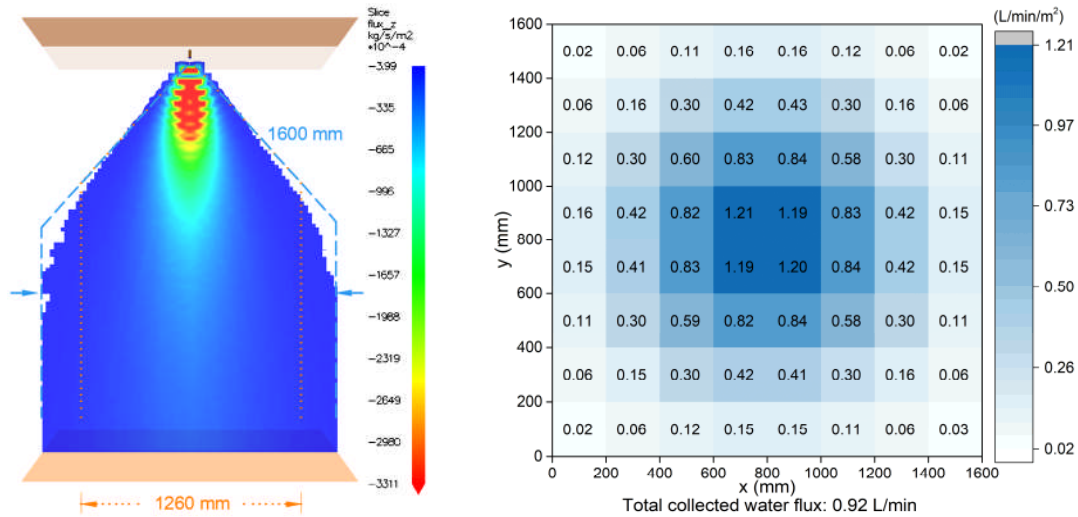 Slice
flux_z
kg/s/m2
*10^-4
-3.99
-335
-665
-996
-1327
-1657
-1988
-2319
-2649
-2980
-3311
1600 mm
1260 mm
(L/min/m²)
1.21
0.97
0.73
0.50
0.26
0.02
y (mm)
1600
1400
1200
1000
800
600
400
200
0
0.02 0.06 0.11 0.16 0.16 0.12 0.06 0.02
0.06 0.16 0.30 0.42 0.43 0.30 0.16 0.06
0.12 0.30 0.60 0.83 0.84 0.58 0.30 0.11
0.16 0.42 0.82 1.21 1.19 0.83 0.42 0.15
0.15 0.41 0.83 1.19 1.20 0.84 0.42 0.15
0.11 0.30 0.59 0.82 0.84 0.58 0.30 0.11
0.06 0.15 0.30 0.42 0.41 0.30 0.16 0.06
0.02 0.06 0.12 0.15 0.15 0.11 0.06 0.03
0 200 400 600 800 1000 1200 1400 1600
x (mm)
Total collected water flux: 0.92 L/min